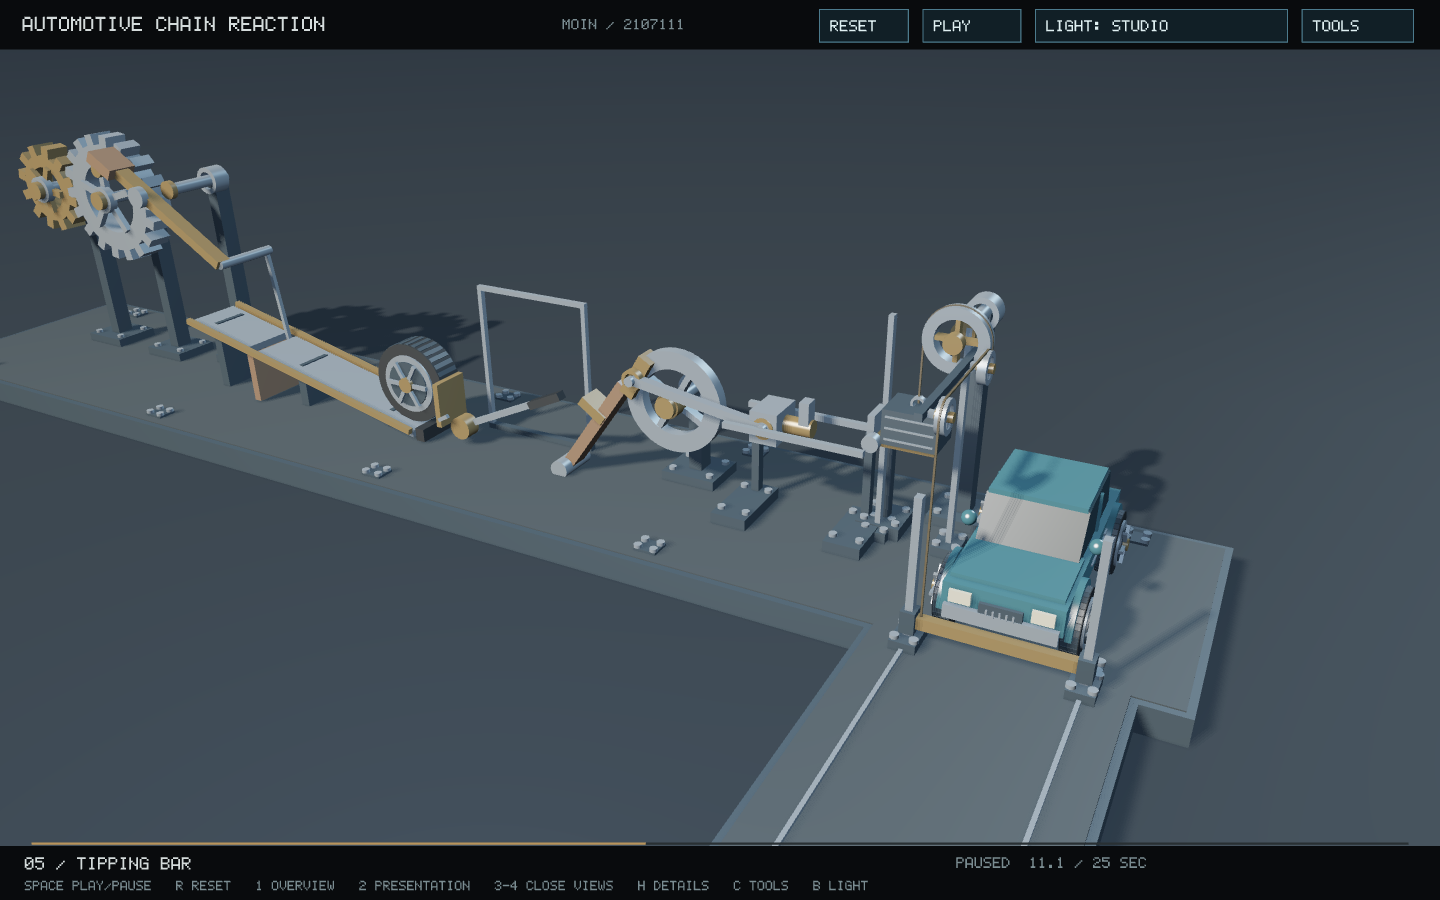 AUTOMOTIVE CHAIN REACTION
MOIN / 2107111
RESET
PLAY
LIGHT: STUDIO
TOOLS
05 / TIPPING BAR
PAUSED 11.1 / 25 SEC
SPACE PLAY/PAUSE R RESET 1 OVERVIEW 2 PRESENTATION 3-4 CLOSE VIEWS H DETAILS C TOOLS B LIGHT